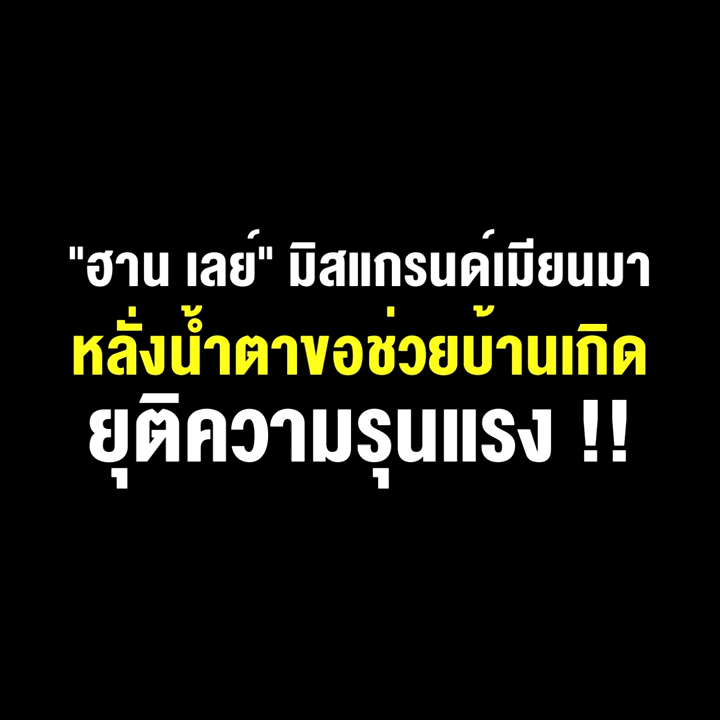 "ฮาน เลย์" มิสแกรนด์เมียนมา
หลั่งน้ำตาขอช่วยบ้านเกิด
ยุติความรุนแรง !!